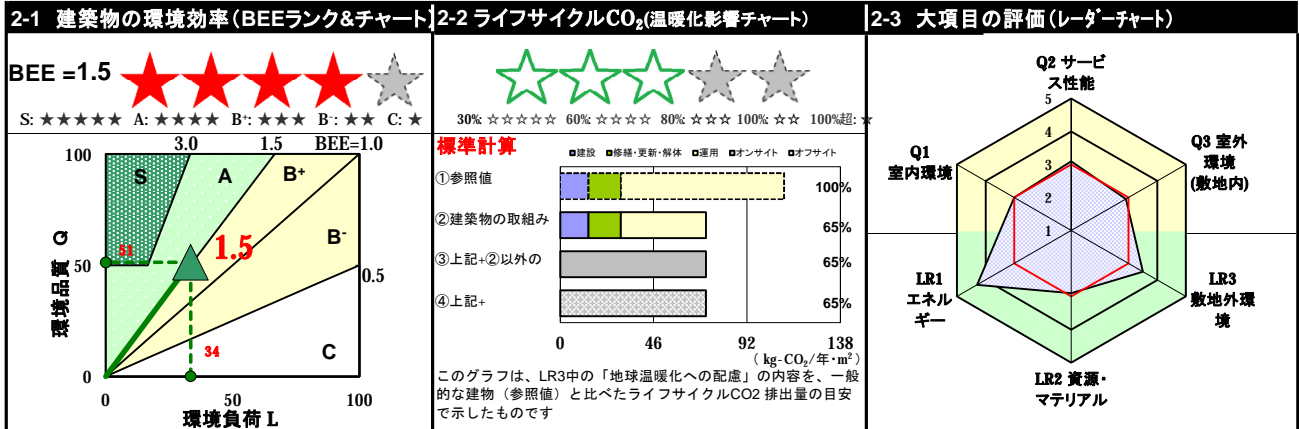 2-1 建築物の環境効率(BEEランク&チャート)
BEE =1.5
S: ★★★★★ A: ★★★★ B⁺: ★★★ B⁻: ★★ C: ★
3.0 1.5 BEE=1.0
100
S
A
B⁺
B⁻
0.5
C
51
50
1.5
34
0
環境品質 Q
0 50 100
環境負荷 L
2-2 ライフサイクルCO₂(温暖化影響チャート)
30%: ☆☆☆☆☆ 60%: ☆☆☆☆ 80%: ☆☆☆ 100%: ☆☆ 100%超: ☆
標準計算
■建設 ■修繕・更新・解体 □運用 ■オンサイト □オフサイト
①参照値 100%
②建築物の取組み 65%
③上記+②以外の 65%
④上記+ 65%
0 46 92 138
( kg-CO₂/年・m² )
このグラフは、LR3中の「地球温暖化への配慮」の内容を、一般
的な建物(参照値)と比べたライフサイクルCO2 排出量の目安
で示したものです
2-3 大項目の評価(レーダーチャート)
Q2 サービ
ス性能
5
4
3
2
1
Q1
室内環境
Q3 室外
環境
(敷地内)
LR1
エネル
ギー
LR3
敷地外環
境
LR2 資源・
マテリアル